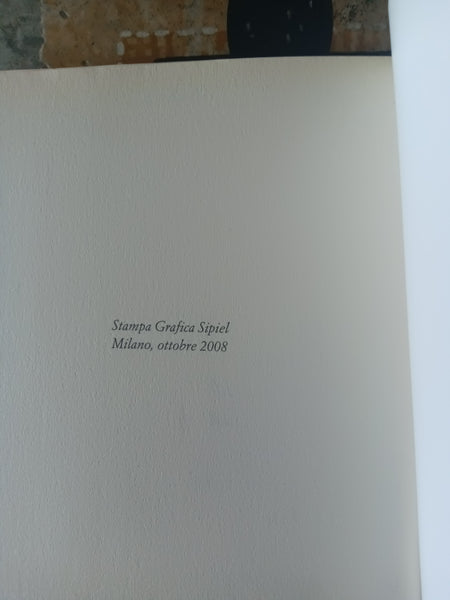 Stampa Grafica Sipiel
Milano, ottobre 2008